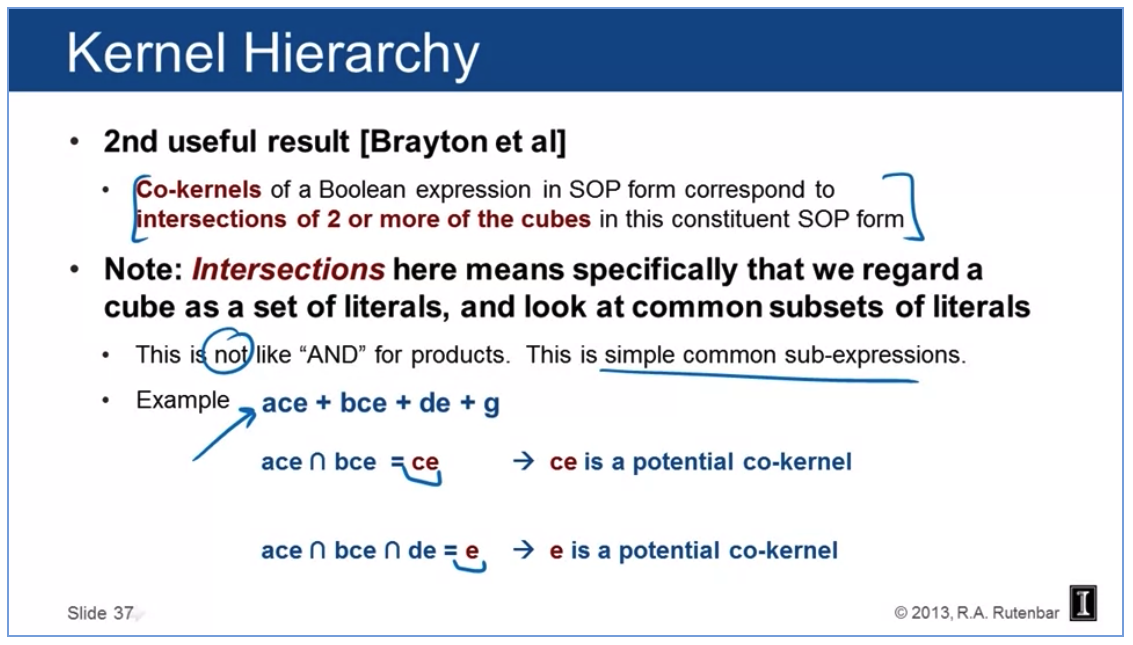 Kernel Hierarchy
• 2nd useful result [Brayton et al]
• Co-kernels of a Boolean expression in SOP form correspond to
intersections of 2 or more of the cubes in this constituent SOP form
• Note: Intersections here means specifically that we regard a
cube as a set of literals, and look at common subsets of literals
• This is not like “AND” for products. This is simple common sub-expressions.
• Example ace + bce + de + g
ace ∩ bce = ce → ce is a potential co-kernel
ace ∩ bce ∩ de = e → e is a potential co-kernel
Slide 37 © 2013, R.A. Rutenbar I